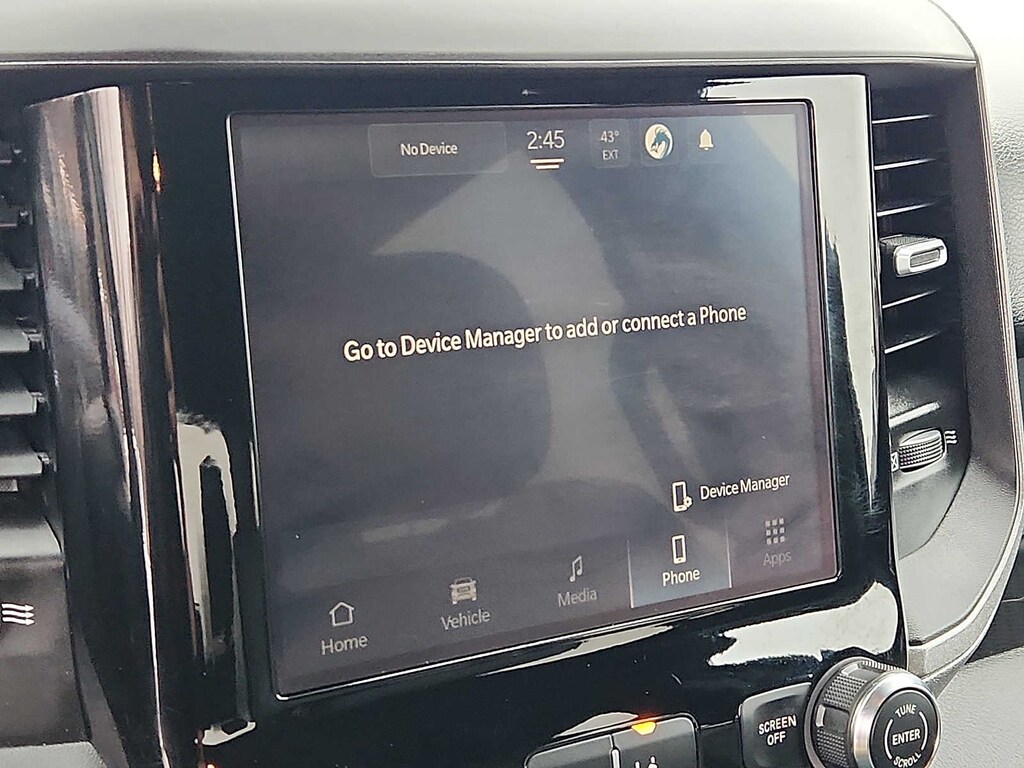 No Device
2:45
43°
EXT
Go to Device Manager to add or connect a Phone
Device Manager
Home
Vehicle
Media
Phone
Apps
SCREEN
OFF
TUNE
ENTER
SCROLL